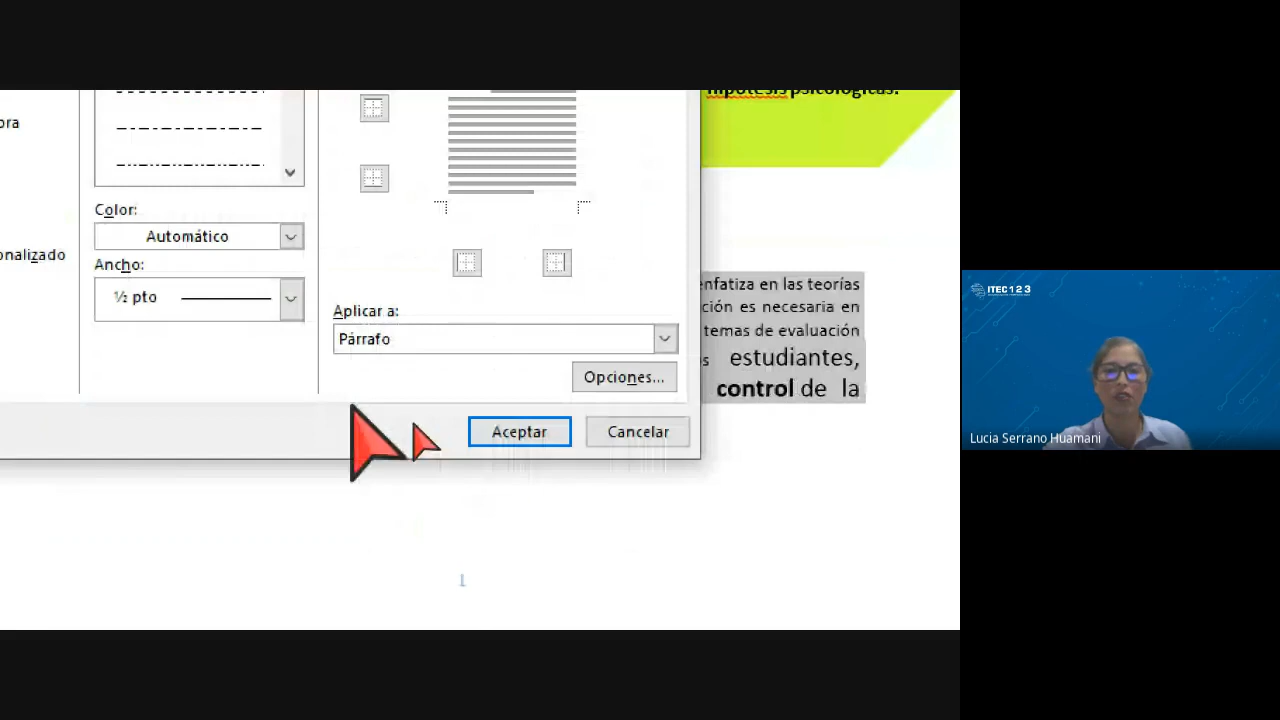 hipótesis psicológicas.
ora
Color:
Automático
onalizado
Ancho:
½ pto
Aplicar a:
Párrafo
Opciones...
Aceptar
Cancelar
enfatiza en las teorías
ción es necesaria en
temas de evaluación
s estudiantes,
control de la
1
ITEC 1 2 3
Lucia Serrano Huamani